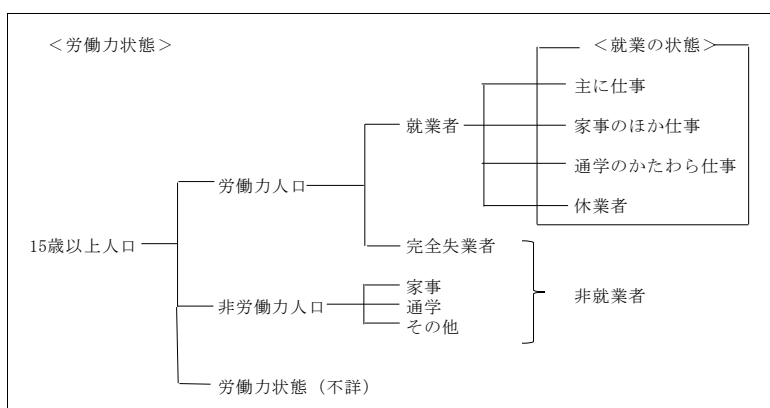 ＜労働力状態＞
＜就業の状態＞
主に仕事
就業者
家事のほか仕事
通学のかたわら仕事
労働力人口
休業者
15歳以上人口
完全失業者
家事
非労働力人口
通学
その他
非就業者
労働力状態（不詳）